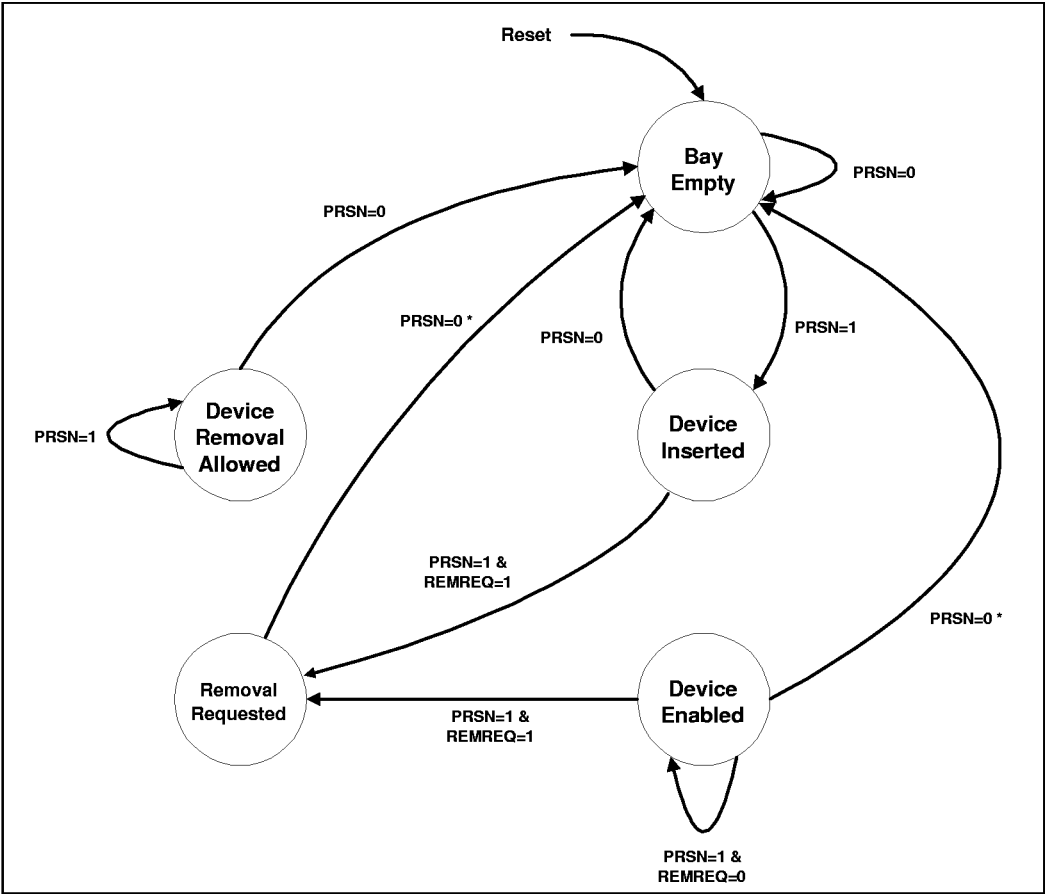 Reset
Bay
Empty
PRSN=0
PRSN=0
PRSN=0 *
PRSN=0
PRSN=1
Device
Removal
Allowed
PRSN=1
Device
Inserted
PRSN=1 &
REMREQ=1
PRSN=0 *
Removal
Requested
Device
Enabled
PRSN=1 &
REMREQ=1
PRSN=1 &
REMREQ=0